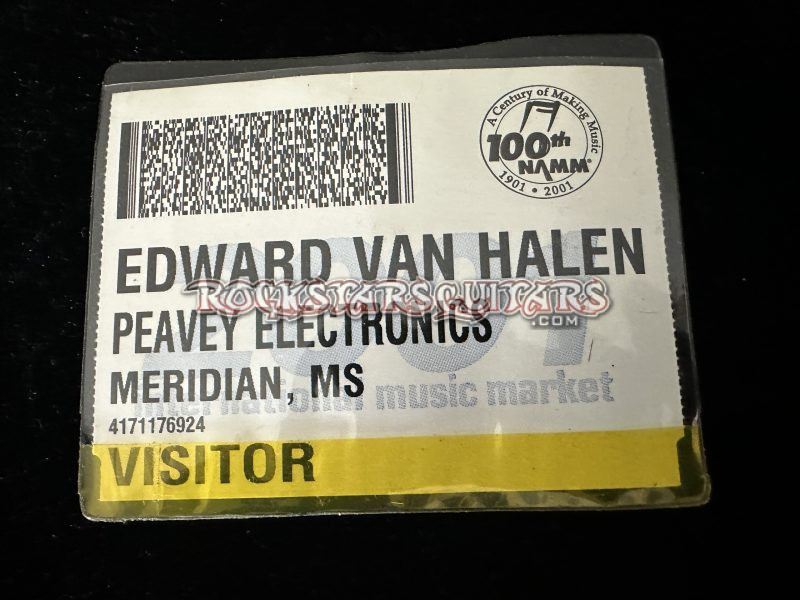 A Century of Making Music
100th
NAMM®
1901 • 2001
EDWARD VAN HALEN
2001
ROCKSTARSGUITARS
.COM
PEAVEY ELECTRONICS
MERIDIAN, MS
international music market
4171176924
VISITOR